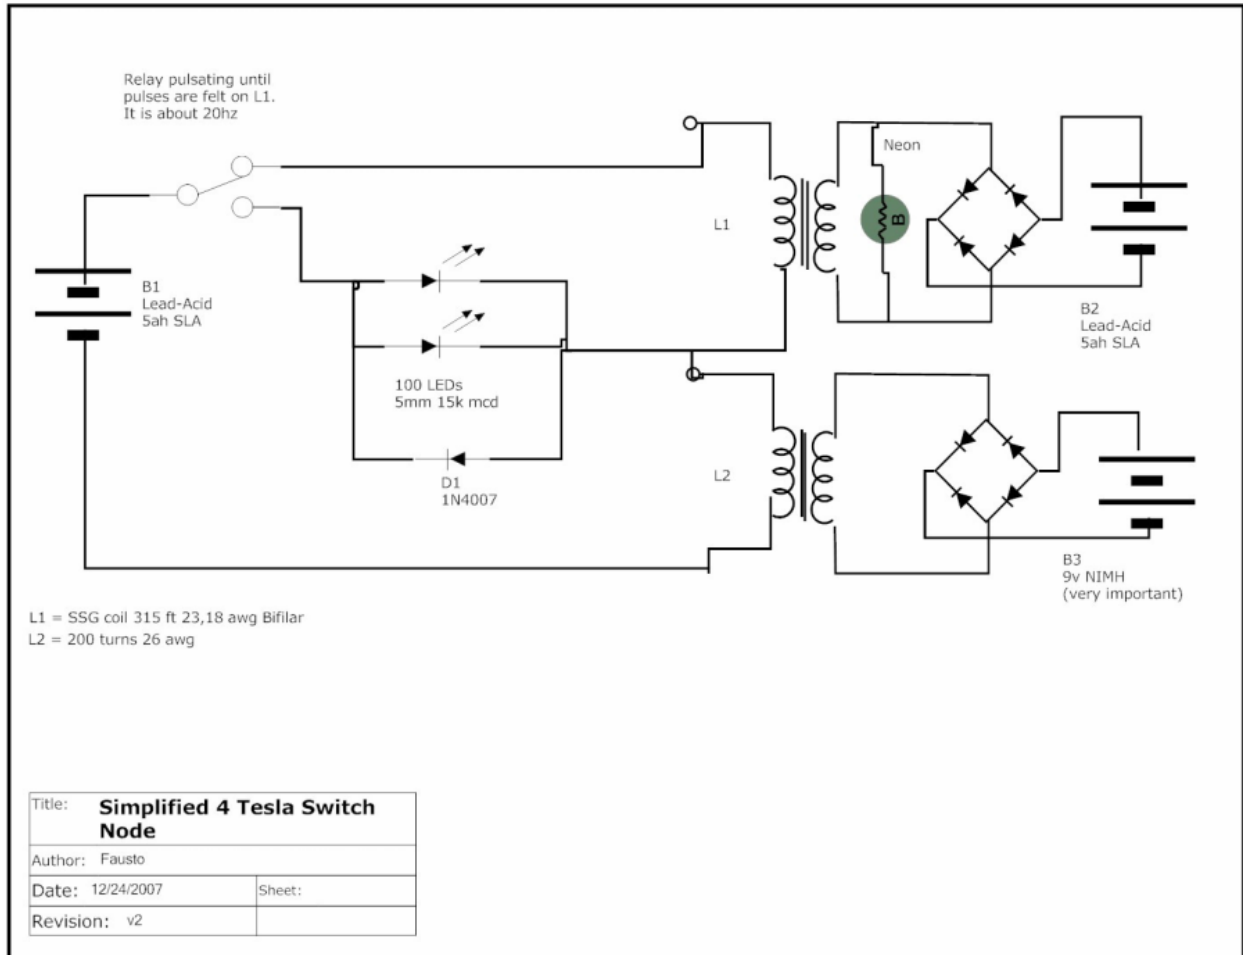 Relay pulsating until
pulses are felt on L1.
It is about 20hz
Neon
B
L1
B1
Lead-Acid
5ah SLA
B2
Lead-Acid
5ah SLA
100 LEDs
5mm 15k mcd
L2
D1
1N4007
B3
9v NIMH
(very important)
L1 = SSG coil 315 ft 23,18 awg Bifilar
L2 = 200 turns 26 awg
Title: Simplified 4 Tesla Switch
Node
Author: Fausto
Date: 12/24/2007 Sheet:
Revision: v2